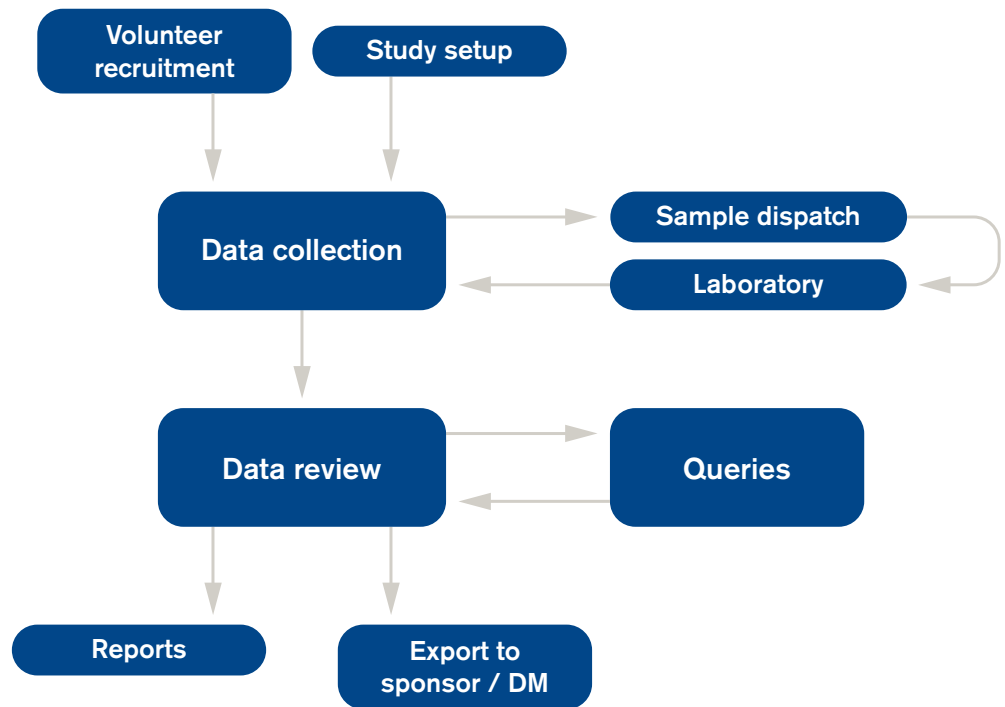 Volunteer
recruitment
Study setup
Data collection
Sample dispatch
Laboratory
Data review
Queries
Reports
Export to
sponsor / DM